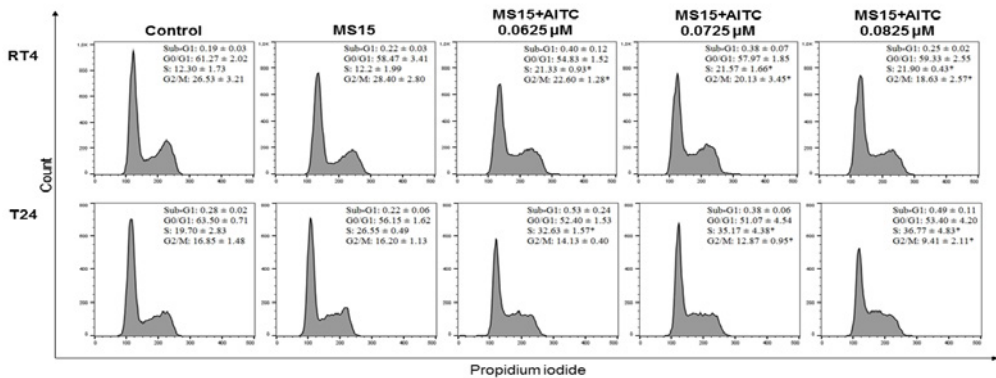 Control
MS15
MS15+AITC
0.0625 µM
MS15+AITC
0.0725 µM
MS15+AITC
0.0825 µM
RT4
Sub-G1: 0.19 ± 0.03
G0/G1: 61.27 ± 2.02
S: 12.30 ± 1.73
G2/M: 26.53 ± 3.21
Sub-G1: 0.22 ± 0.03
G0/G1: 58.47 ± 3.41
S: 12.2 ± 1.99
G2/M: 28.40 ± 2.80
Sub-G1: 0.40 ± 0.12
G0/G1: 54.83 ± 1.52
S: 21.33 ± 0.93*
G2/M: 22.60 ± 1.28*
Sub-G1: 0.38 ± 0.07
G0/G1: 57.97 ± 1.85
S: 21.57 ± 1.66*
G2/M: 20.13 ± 3.45*
Sub-G1: 0.25 ± 0.02
G0/G1: 59.33 ± 2.55
S: 21.90 ± 0.43*
G2/M: 18.63 ± 2.57*
Count
T24
Sub-G1: 0.28 ± 0.02
G0/G1: 63.50 ± 0.71
S: 19.70 ± 2.83
G2/M: 16.85 ± 1.48
Sub-G1: 0.22 ± 0.06
G0/G1: 56.15 ± 1.62
S: 26.55 ± 0.49
G2/M: 16.20 ± 1.13
Sub-G1: 0.53 ± 0.24
G0/G1: 52.40 ± 1.53
S: 32.63 ± 1.57*
G2/M: 14.13 ± 0.40
Sub-G1: 0.38 ± 0.06
G0/G1: 51.07 ± 4.54
S: 35.17 ± 4.38*
G2/M: 12.87 ± 0.95*
Sub-G1: 0.49 ± 0.11
G0/G1: 53.40 ± 4.20
S: 36.77 ± 4.83*
G2/M: 9.41 ± 2.11*
Propidium iodide